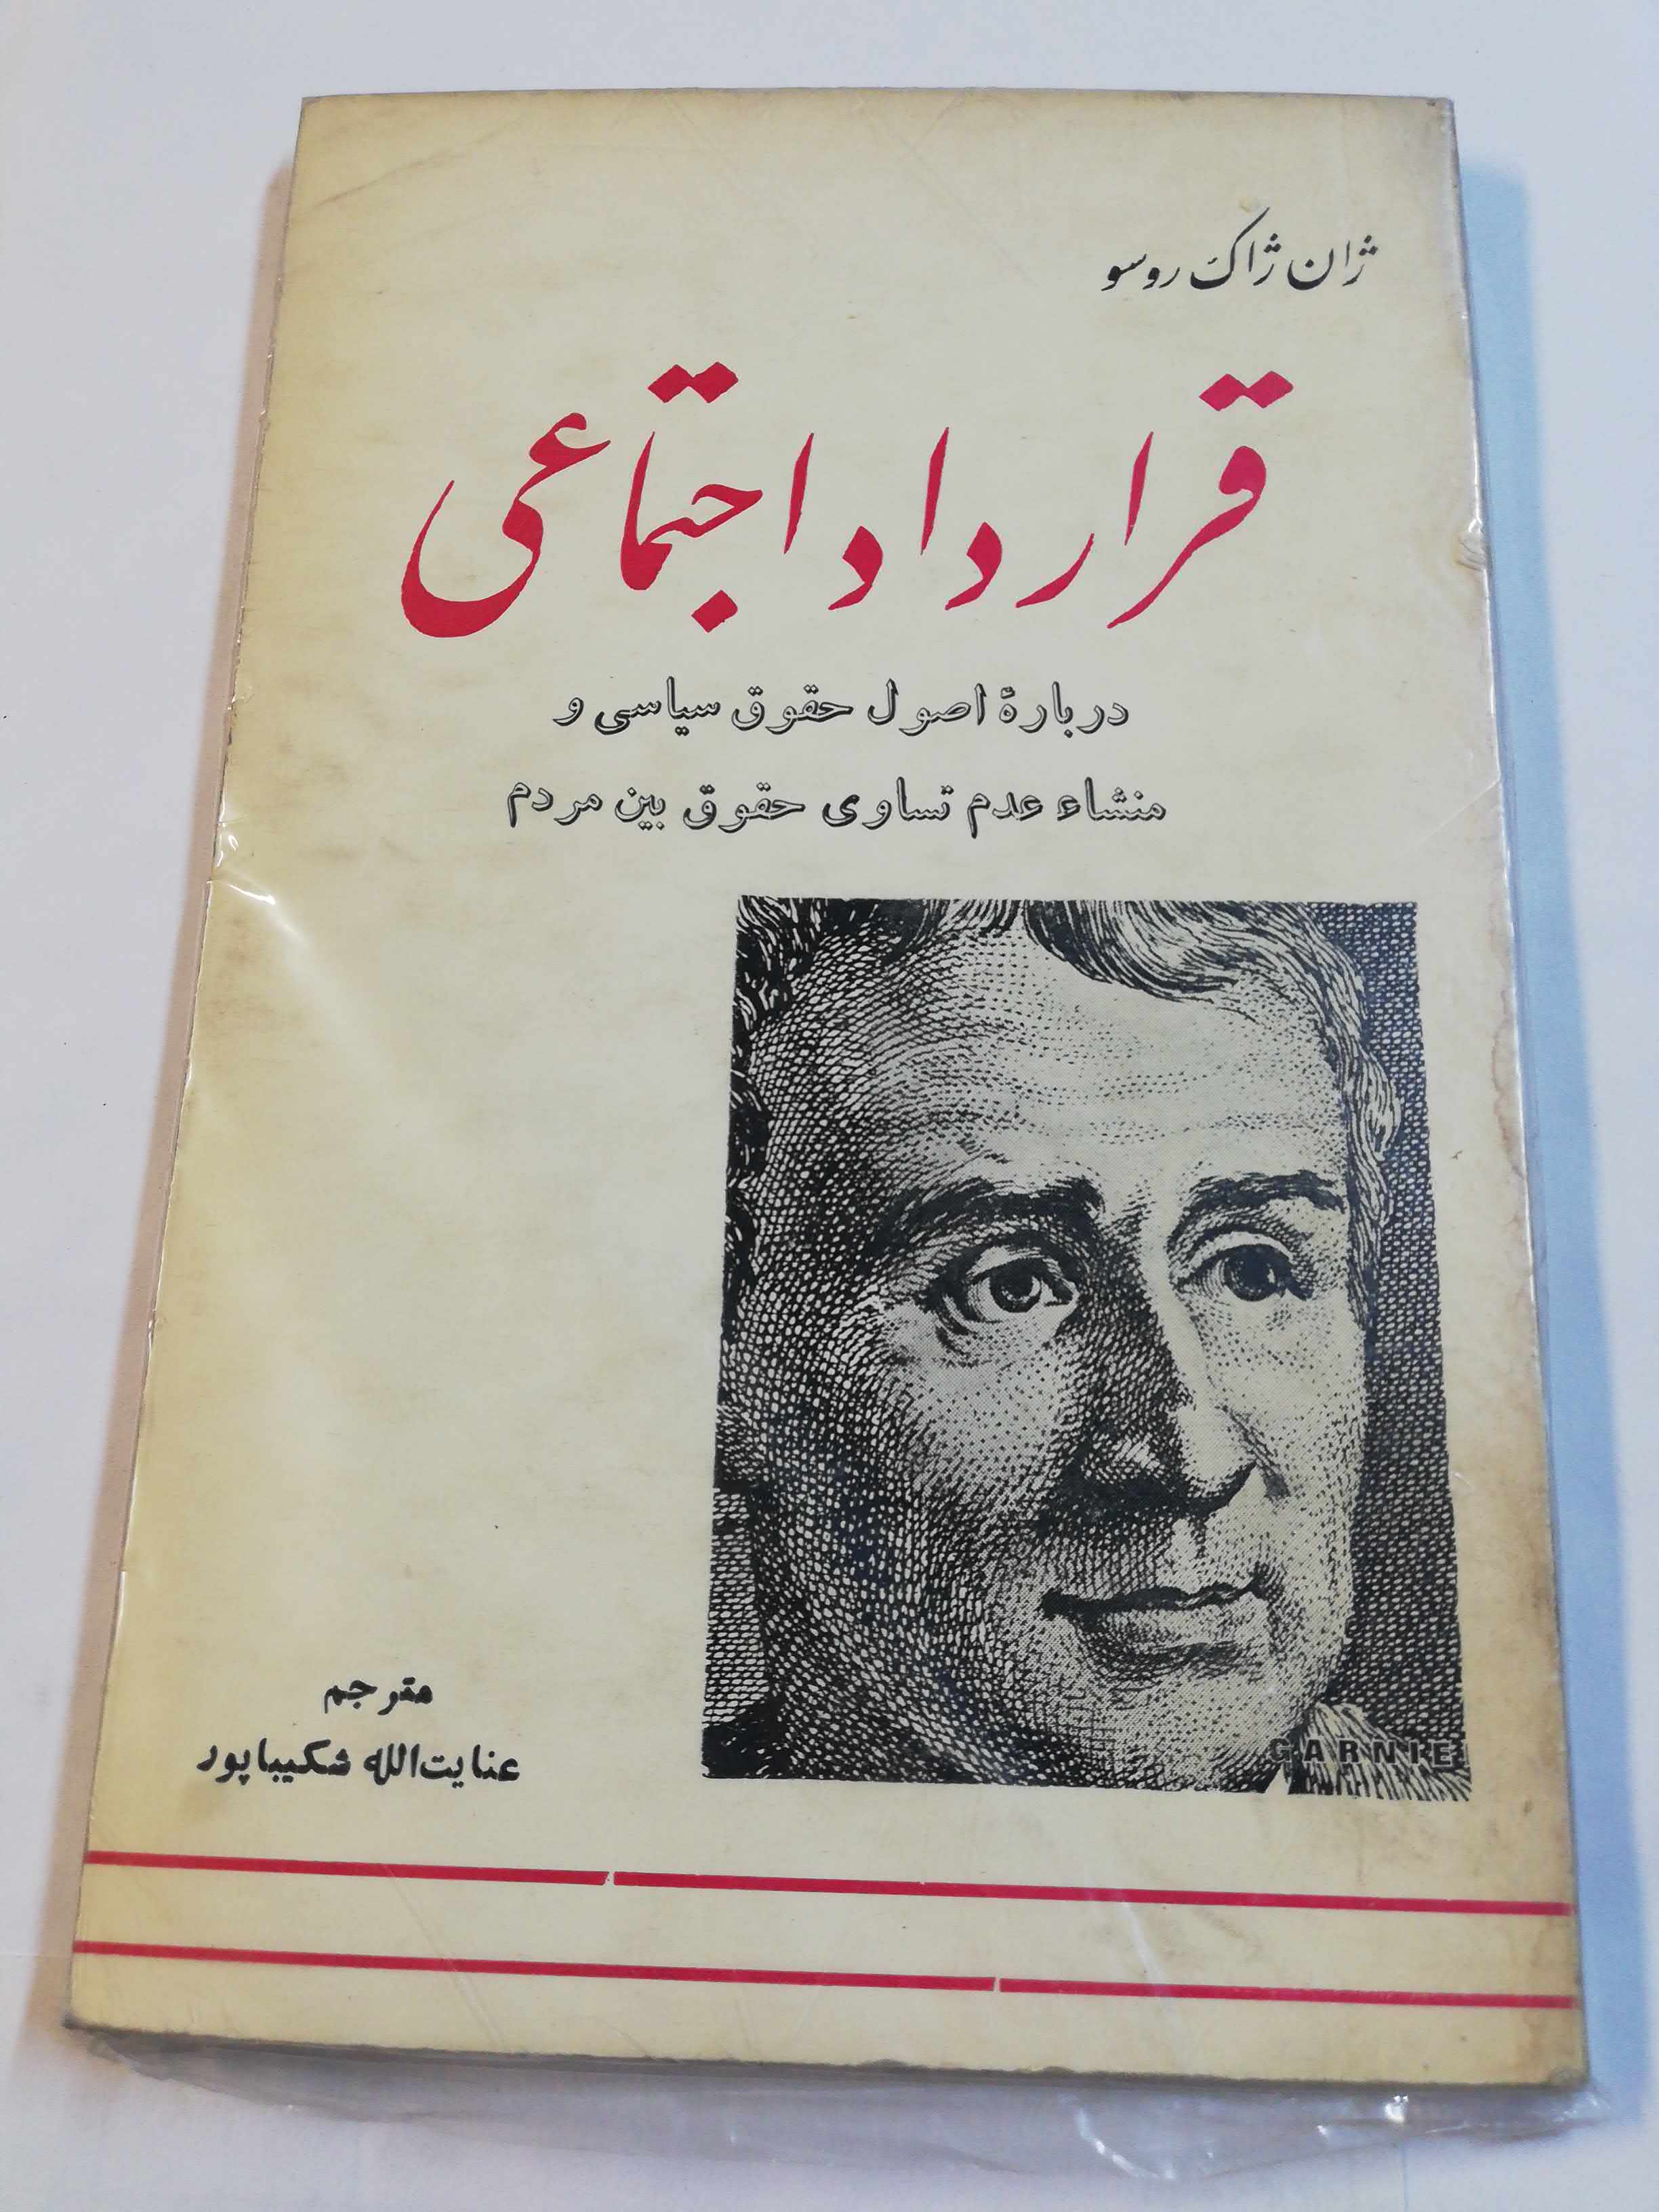 ژان ژاک روسو
قرارداد اجتماعی
دربارهٔ اصول حقوق سیاسی و
منشاء عدم تساوی حقوق بین مردم
GARNIE
مترجم
عنایت‌الله شکیباپور